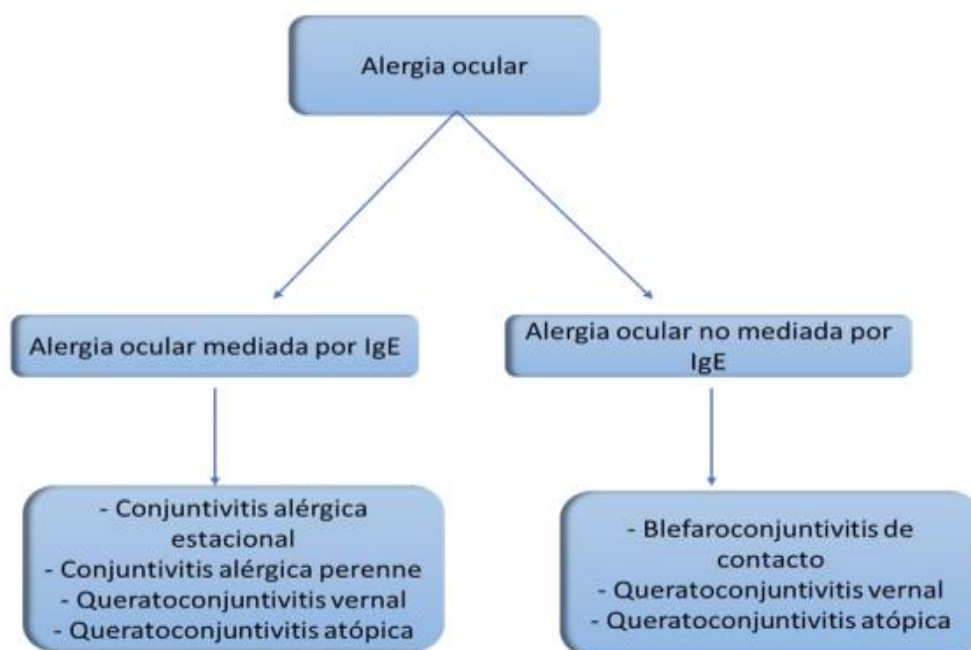 Alergia ocular
Alergia ocular mediada por IgE
Alergia ocular no mediada por
IgE
- Conjuntivitis alérgica
estacional
- Conjuntivitis alérgica perenne
- Queratoconjuntivitis vernal
- Queratoconjuntivitis atópica
- Blefaroconjuntivitis de
contacto
- Queratoconjuntivitis vernal
- Queratoconjuntivitis atópica